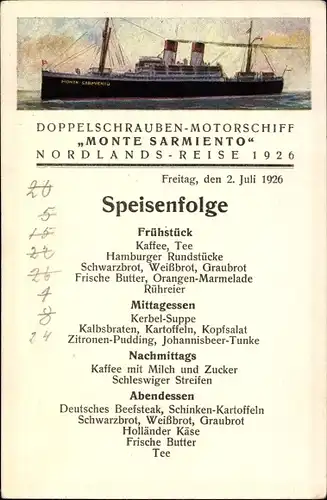 MONTE SARMIENTO
DOPPELSCHRAUBEN-MOTORSCHIFF
„MONTE SARMIENTO"
NORDLANDS-REISE 1926
Freitag, den 2. Juli 1926
Speisenfolge
Frühstück
Kaffee, Tee
Hamburger Rundstücke
Schwarzbrot, Weißbrot, Graubrot
Frische Butter, Orangen-Marmelade
Rühreier
Mittagessen
Kerbel-Suppe
Kalbsbraten, Kartoffeln, Kopfsalat
Zitronen-Pudding, Johannisbeer-Tunke
Nachmittags
Kaffee mit Milch und Zucker
Schleswiger Streifen
Abendessen
Deutsches Beefsteak, Schinken-Kartoffeln
Schwarzbrot, Weißbrot, Graubrot
Holländer Käse
Frische Butter
Tee
5
24